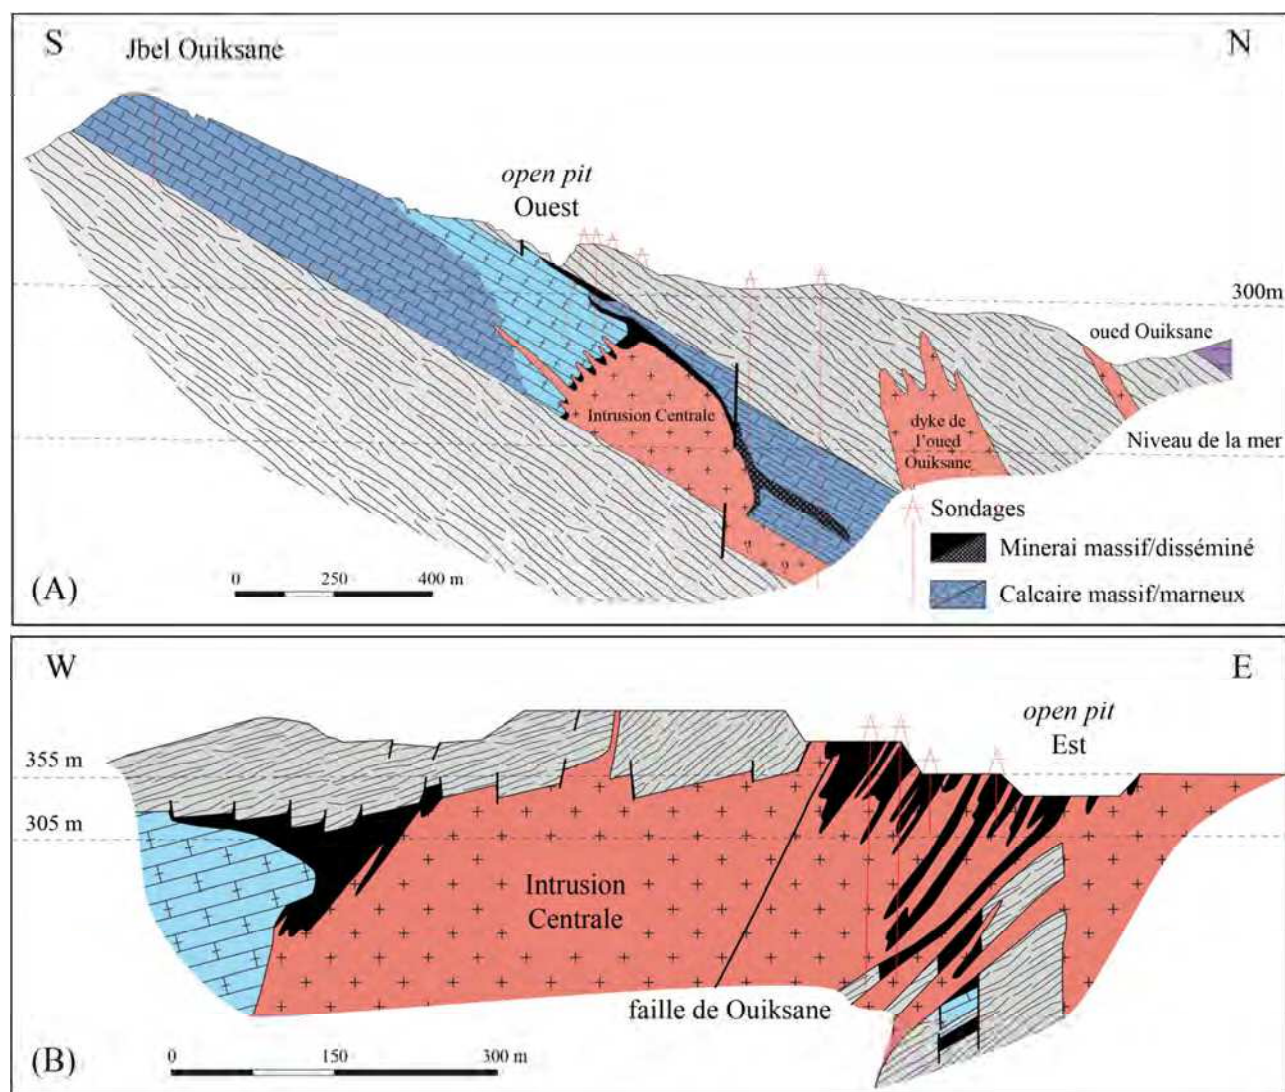 S
N
Jbel Ouiksane
open pit
Ouest
300m
oued Ouiksane
Intrusion Centrale
dyke de
l'oued
Ouiksane
Niveau de la mer
Sondages
? ?
Minerai massif/disséminé
0 250 400 m
Calcaire massif/marneux
(A)
W
E
open pit
Est
355 m
305 m
Intrusion
Centrale
faille de Ouiksane
0 150 300 m
(B)